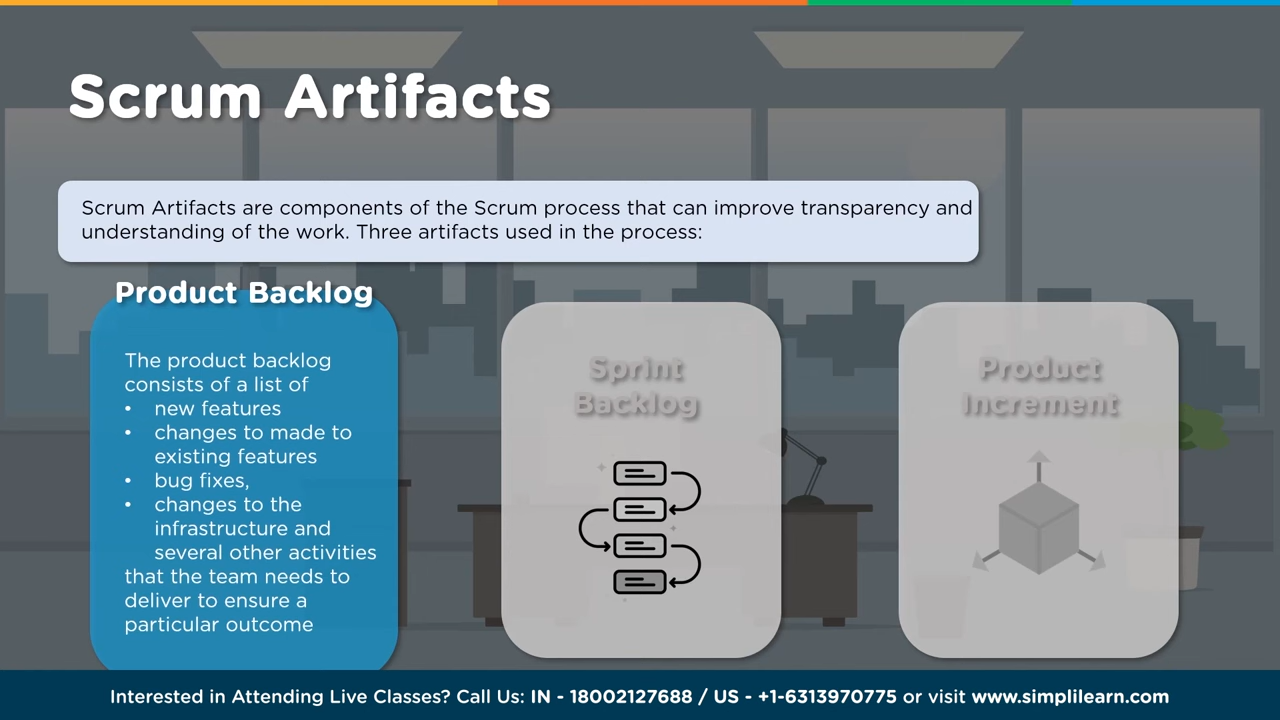 Scrum Artifacts
Scrum Artifacts are components of the Scrum process that can improve transparency and
understanding of the work. Three artifacts used in the process:
Product Backlog
The product backlog
consists of a list of
• new features
• changes to made to
existing features
• bug fixes,
• changes to the
infrastructure and
several other activities
that the team needs to
deliver to ensure a
particular outcome
Sprint
Backlog
Product
Increment
Interested in Attending Live Classes? Call Us: IN - 18002127688 / US - +1-6313970775 or visit www.simplilearn.com